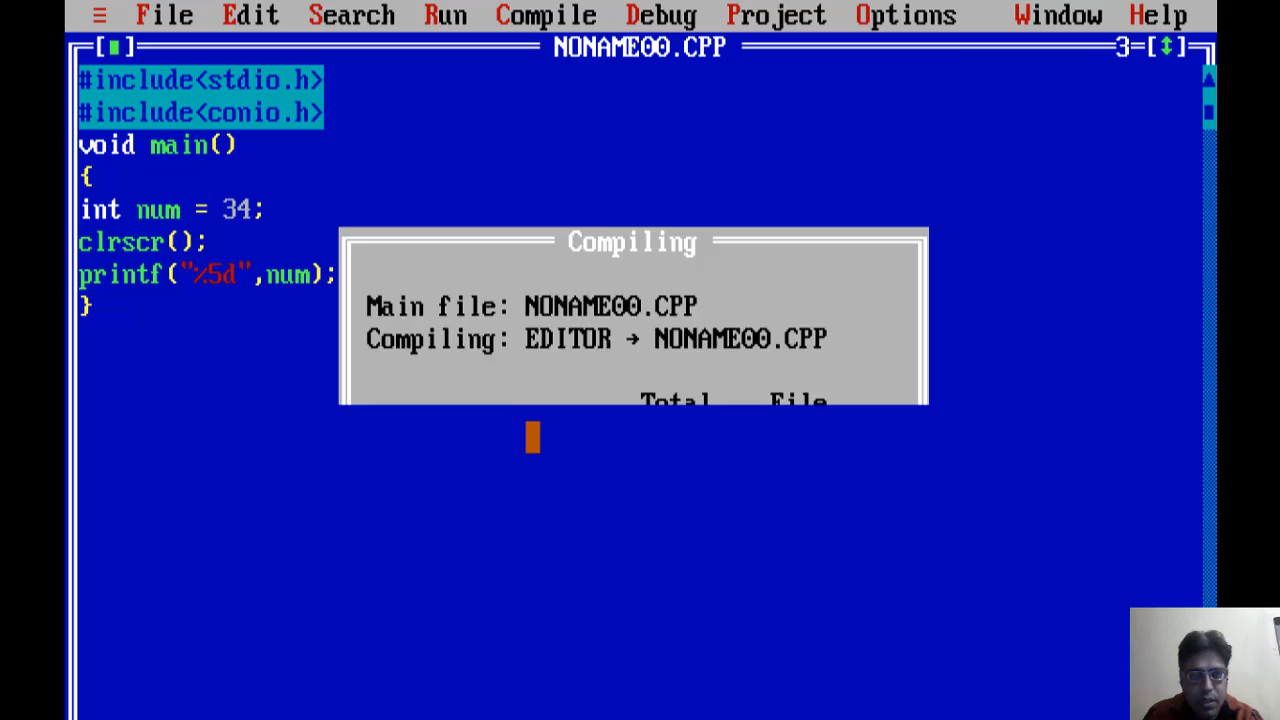 ≡ File Edit Search Run Compile Debug Project Options Window Help
[■] NONAME00.CPP 3=[↕]
#include<stdio.h>
#include<conio.h>
void main()
{
int num = 34;
clrscr();
printf("%5d",num);
}
Compiling
Main file: NONAME00.CPP
Compiling: EDITOR → NONAME00.CPP
Total File